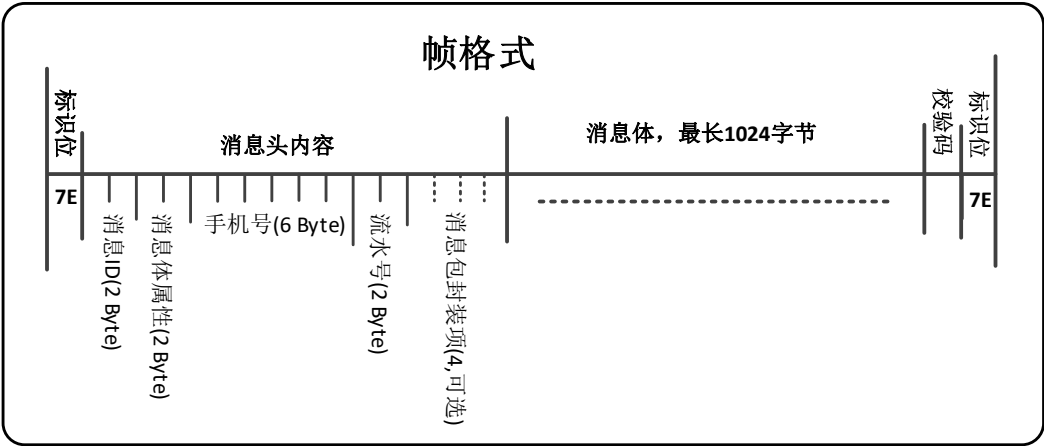 帧格式
标识位
7E
消息头内容
消息ID(2 Byte)
消息体属性(2 Byte)
手机号(6 Byte)
流水号(2 Byte)
消息包封装项(4,可选)
消息体，最长1024字节
校验码
标识位
7E